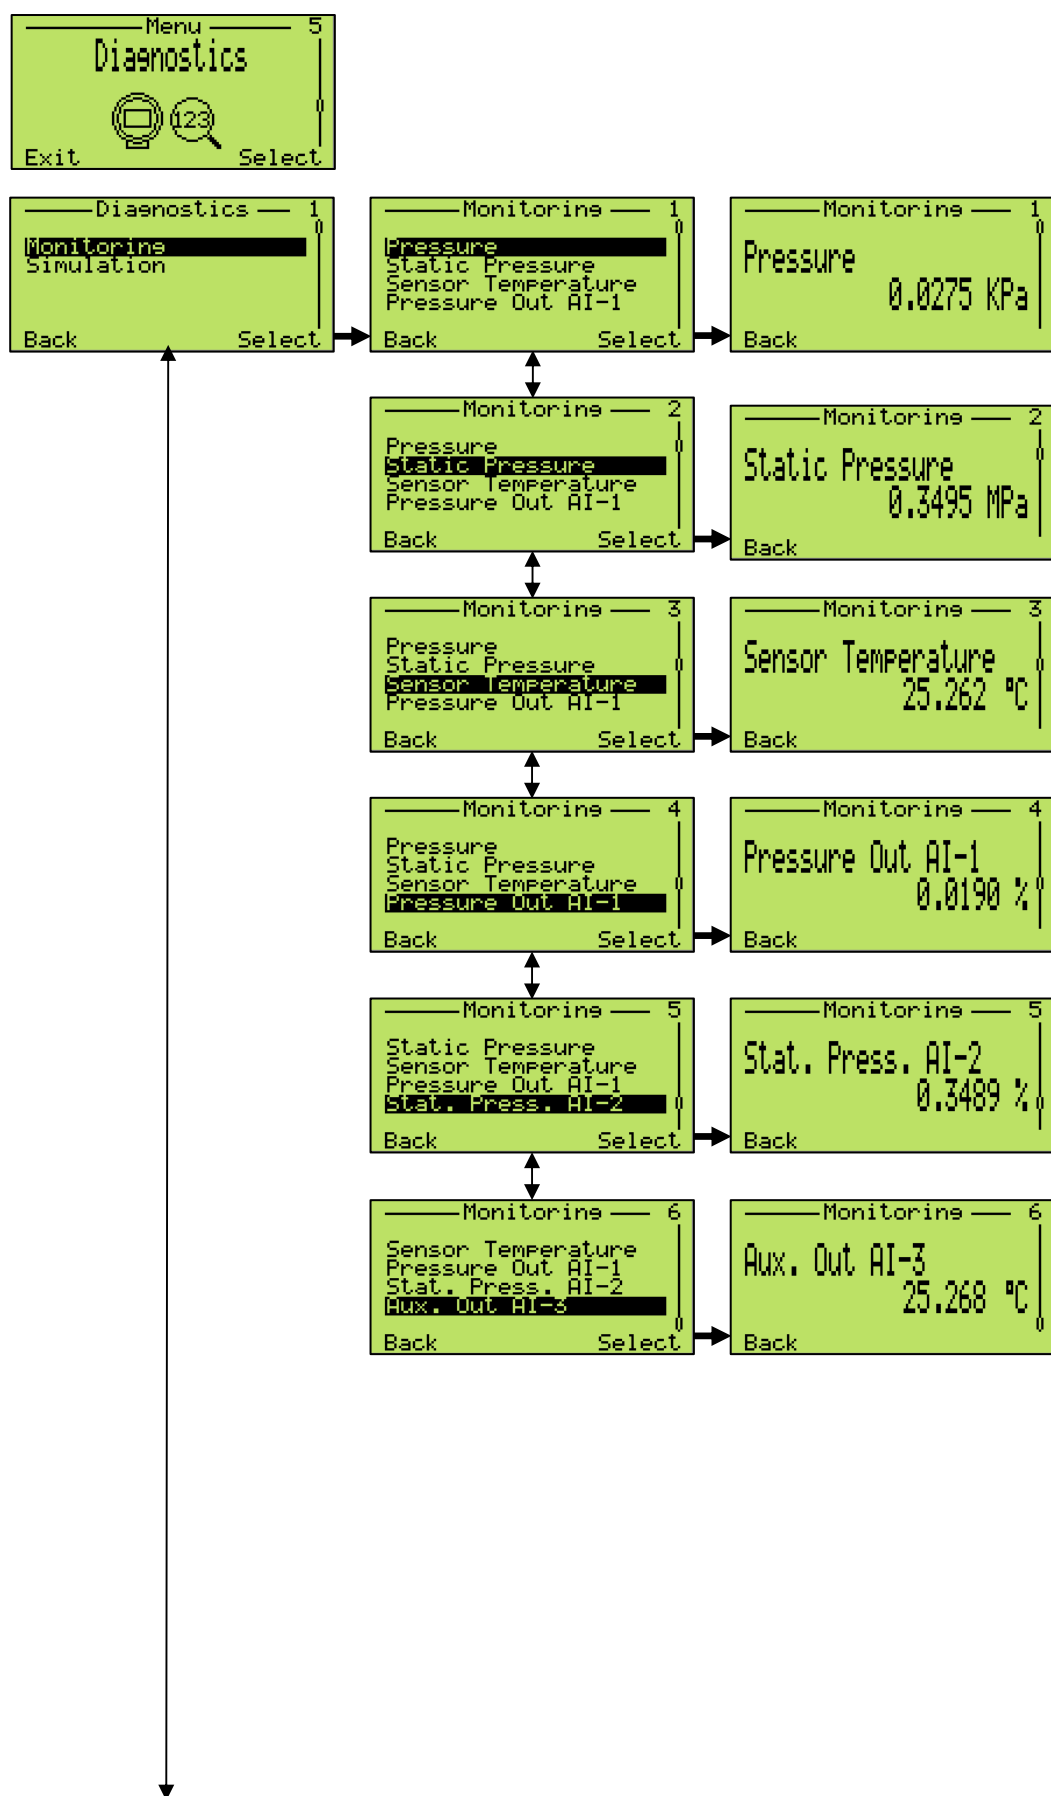 Menu 5
Diagnostics
123
Exit Select
Diagnostics 1
Monitoring
Simulation
Back Select
Monitoring 1
Pressure
Static Pressure
Sensor Temperature
Pressure Out AI-1
Back Select
Monitoring 1
Pressure
0.0275 KPa
Back
Monitoring 2
Pressure
Static Pressure
Sensor Temperature
Pressure Out AI-1
Back Select
Monitoring 2
Static Pressure
0.3495 MPa
Back
Monitoring 3
Pressure
Static Pressure
Sensor Temperature
Pressure Out AI-1
Back Select
Monitoring 3
Sensor Temperature
25.262 ºC
Back
Monitoring 4
Pressure
Static Pressure
Sensor Temperature
Pressure Out AI-1
Back Select
Monitoring 4
Pressure Out AI-1
0.0190 %
Back
Monitoring 5
Static Pressure
Sensor Temperature
Pressure Out AI-1
Stat. Press. AI-2
Back Select
Monitoring 5
Stat. Press. AI-2
0.3489 %
Back
Monitoring 6
Sensor Temperature
Pressure Out AI-1
Stat. Press. AI-2
Aux. Out AI-3
Back Select
Monitoring 6
Aux. Out AI-3
25.268 ºC
Back